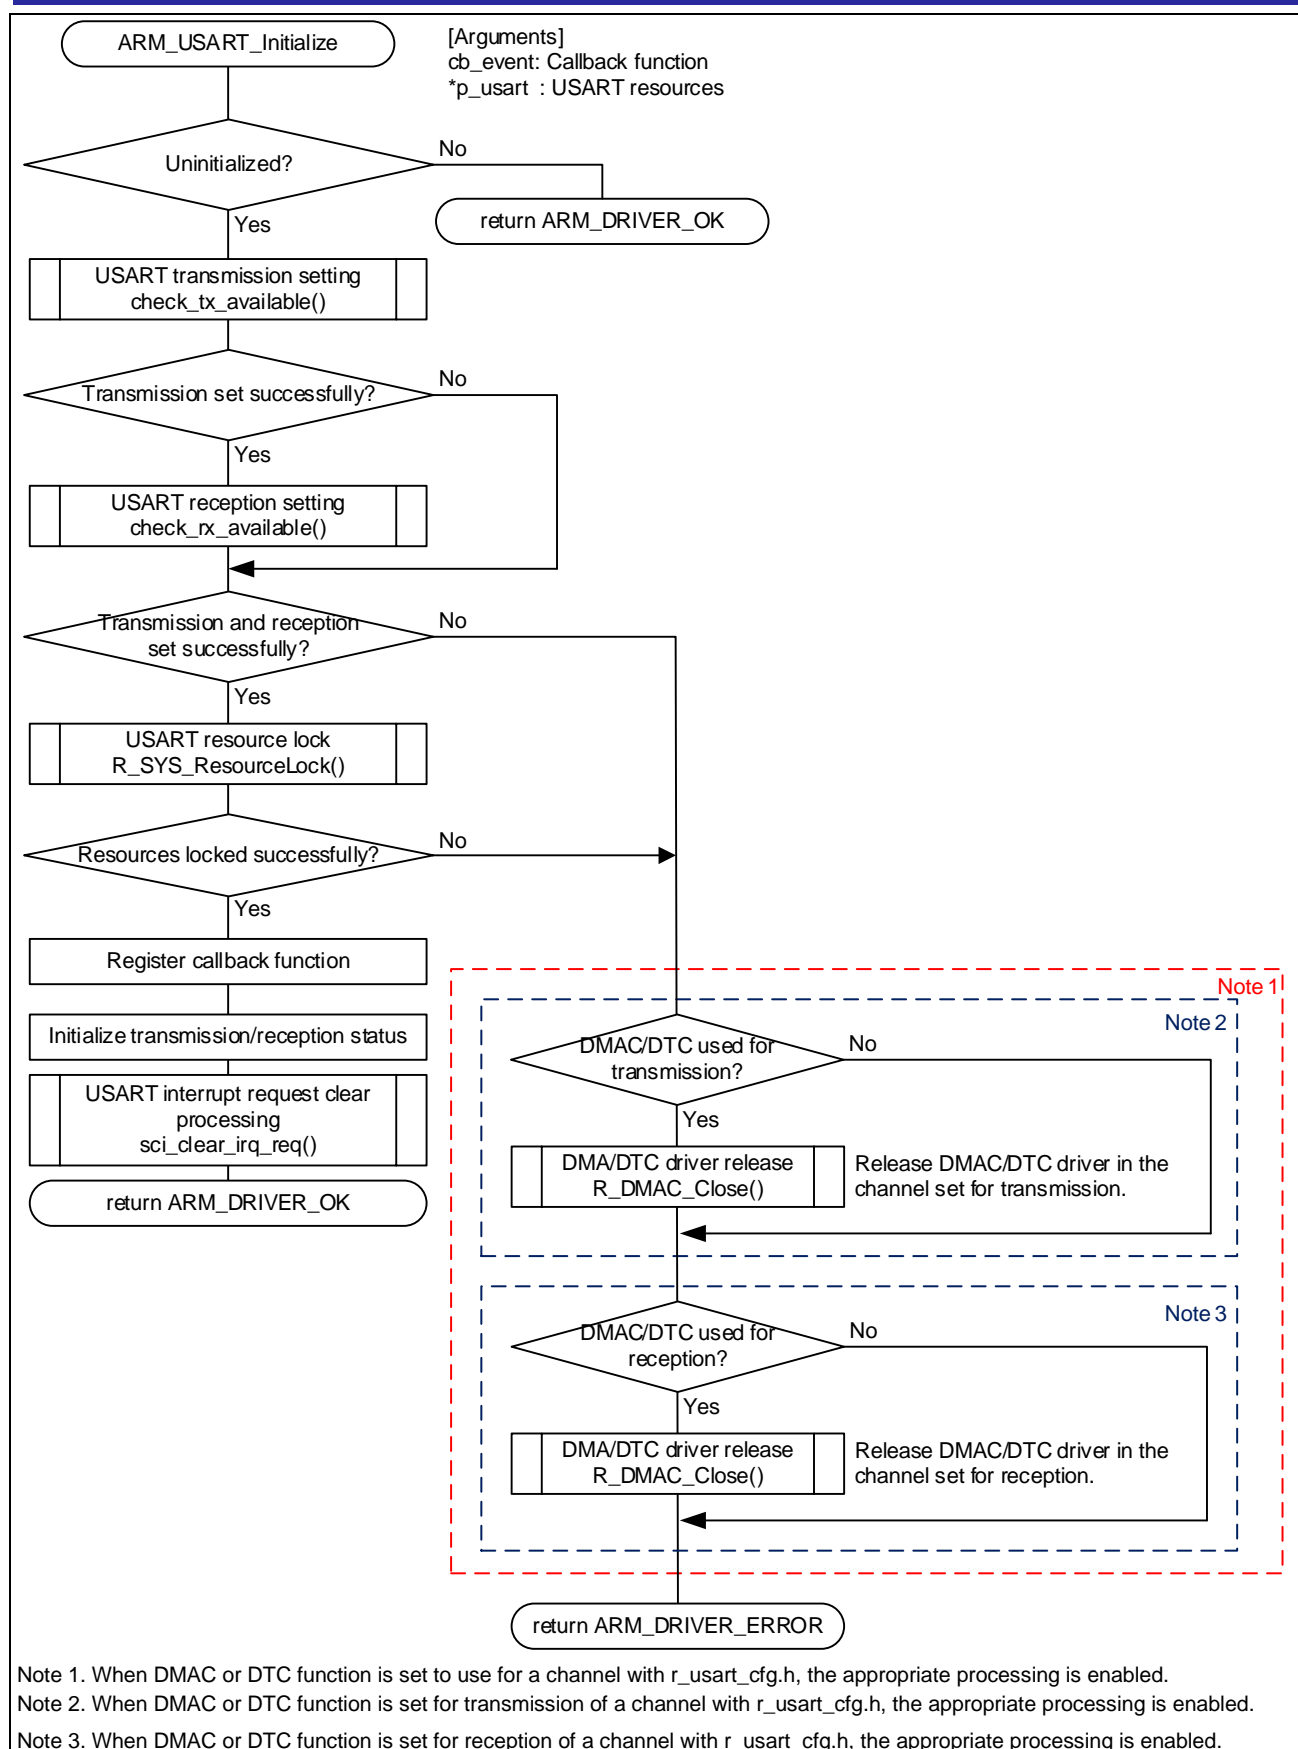 ARM_USART_Initialize
[Arguments]
cb_event: Callback function
*p_usart : USART resources
Uninitialized?
No
return ARM_DRIVER_OK
Yes
USART transmission setting
check_tx_available()
Transmission set successfully?
No
Yes
USART reception setting
check_rx_available()
Transmission and reception
set successfully?
No
Yes
USART resource lock
R_SYS_ResourceLock()
Resources locked successfully?
No
Yes
Register callback function
Initialize transmission/reception status
USART interrupt request clear
processing
sci_clear_irq_req()
return ARM_DRIVER_OK
Note 1
Note 2
DMAC/DTC used for
transmission?
No
Yes
DMA/DTC driver release
R_DMAC_Close()
Release DMAC/DTC driver in the
channel set for transmission.
Note 3
DMAC/DTC used for
reception?
No
Yes
DMA/DTC driver release
R_DMAC_Close()
Release DMAC/DTC driver in the
channel set for reception.
return ARM_DRIVER_ERROR
Note 1. When DMAC or DTC function is set to use for a channel with r_usart_cfg.h, the appropriate processing is enabled.
Note 2. When DMAC or DTC function is set for transmission of a channel with r_usart_cfg.h, the appropriate processing is enabled.
Note 3. When DMAC or DTC function is set for reception of a channel with r_usart_cfg.h, the appropriate processing is enabled.